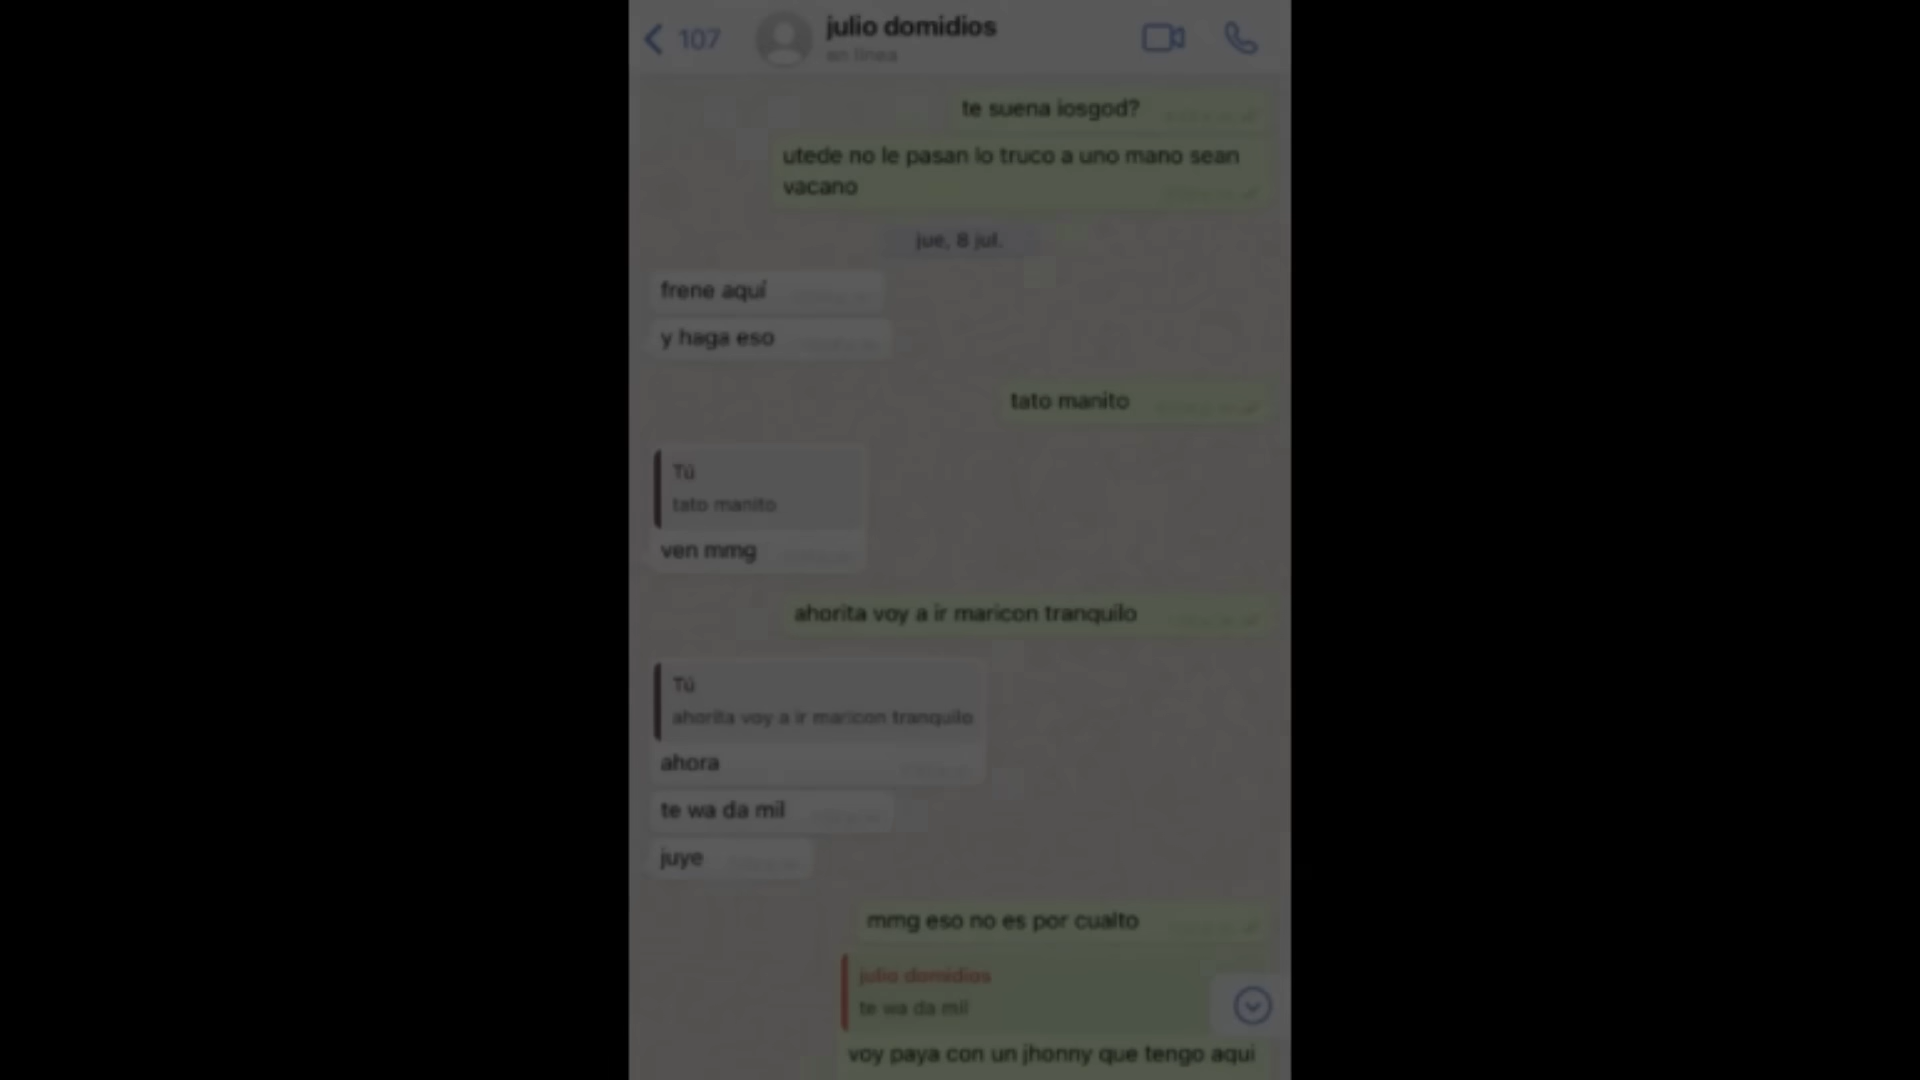 107
julio domidios
en línea
te suena iosgod?
utede no le pasan lo truco a uno mano sean
vacano
jue, 8 jul.
frene aquí
y haga eso
tato manito
Tú
tato manito
ven mmg
ahorita voy a ir maricon tranquilo
Tú
ahorita voy a ir maricon tranquilo
ahora
te wa da mil
juye
mmg eso no es por cualto
julio domidios
te wa da mil
voy paya con un jhonny que tengo aqui